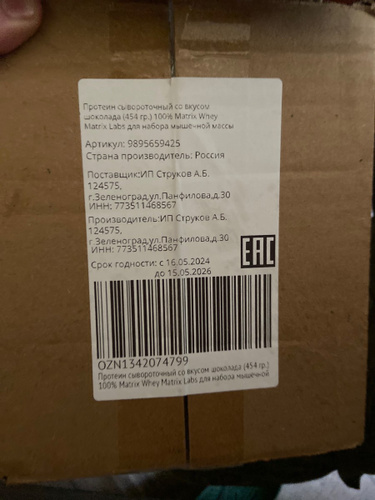 Протеин сывороточный со вкусом
шоколада (454 гр.) 100% Matrix Whey
Matrix Labs для набора мышечной массы
Артикул: 9895659425
Страна производитель: Россия
Поставщик:ИП Струков А.Б.
124575,
г.Зеленоград,ул.Панфилова,д.30
ИНН: 773511468567
Производитель:ИП Струков А.Б.
124575,
г.Зеленоград,ул.Панфилова,д.30
ИНН: 773511468567
EAC
Срок годности: с 16.05.2024
до 15.05.2026
OZN1342074799
Протеин сывороточный со вкусом шоколада (454 гр.)
100% Matrix Whey Matrix Labs для набора мышечной